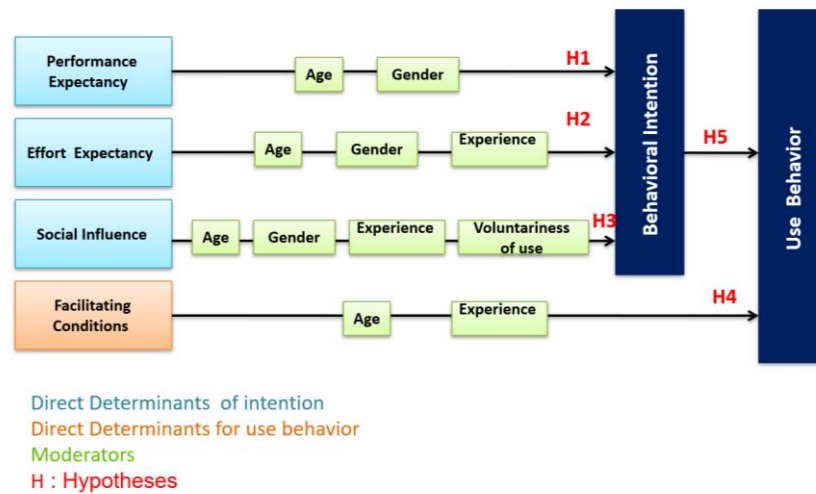 Performance
Expectancy
Age
Gender
H1
Effort Expectancy
Age
Gender
Experience
H2
Social Influence
Age
Gender
Experience
Voluntariness
of use
H3
Facilitating
Conditions
Age
Experience
H4
Behavioral Intention
H5
Use Behavior
Direct Determinants of intention
Direct Determinants for use behavior
Moderators
H : Hypotheses